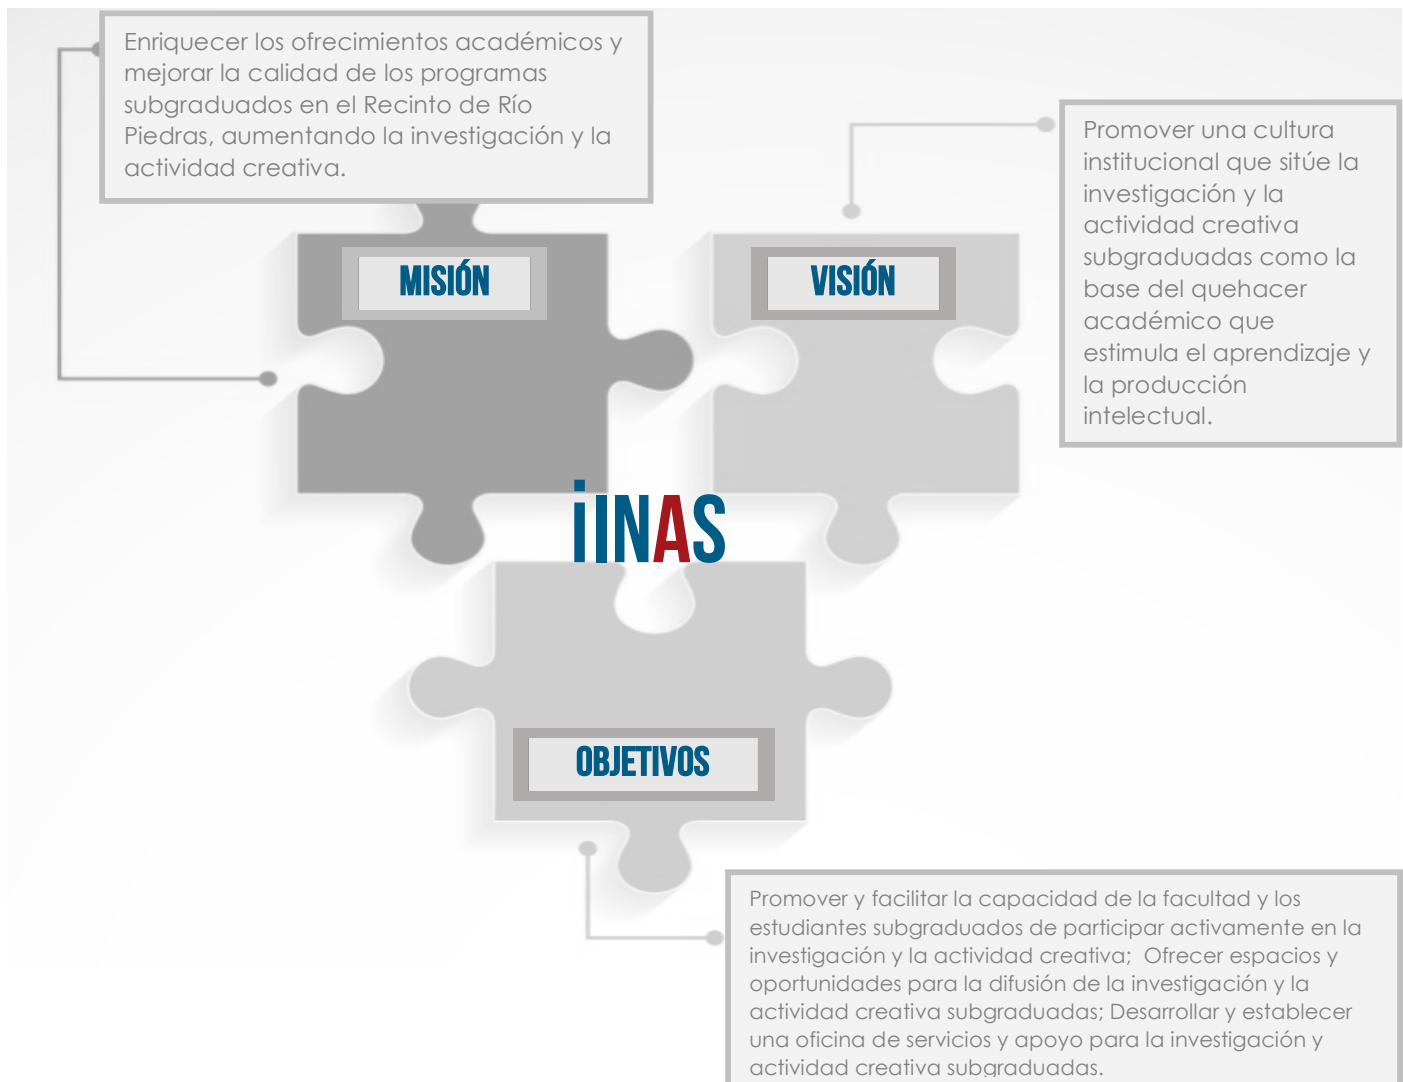 Enriquecer los ofrecimientos académicos y
mejorar la calidad de los programas
subgraduados en el Recinto de Río
Piedras, aumentando la investigación y la
actividad creativa.
Promover una cultura
institucional que sitúe la
investigación y la
actividad creativa
subgraduadas como la
base del quehacer
académico que
estimula el aprendizaje y
la producción
intelectual.
MISIÓN
VISIÓN
iINAS
OBJETIVOS
Promover y facilitar la capacidad de la facultad y los
estudiantes subgraduados de participar activamente en la
investigación y la actividad creativa;  Ofrecer espacios y
oportunidades para la difusión de la investigación y la
actividad creativa subgraduadas; Desarrollar y establecer
una oficina de servicios y apoyo para la investigación y
actividad creativa subgraduadas.